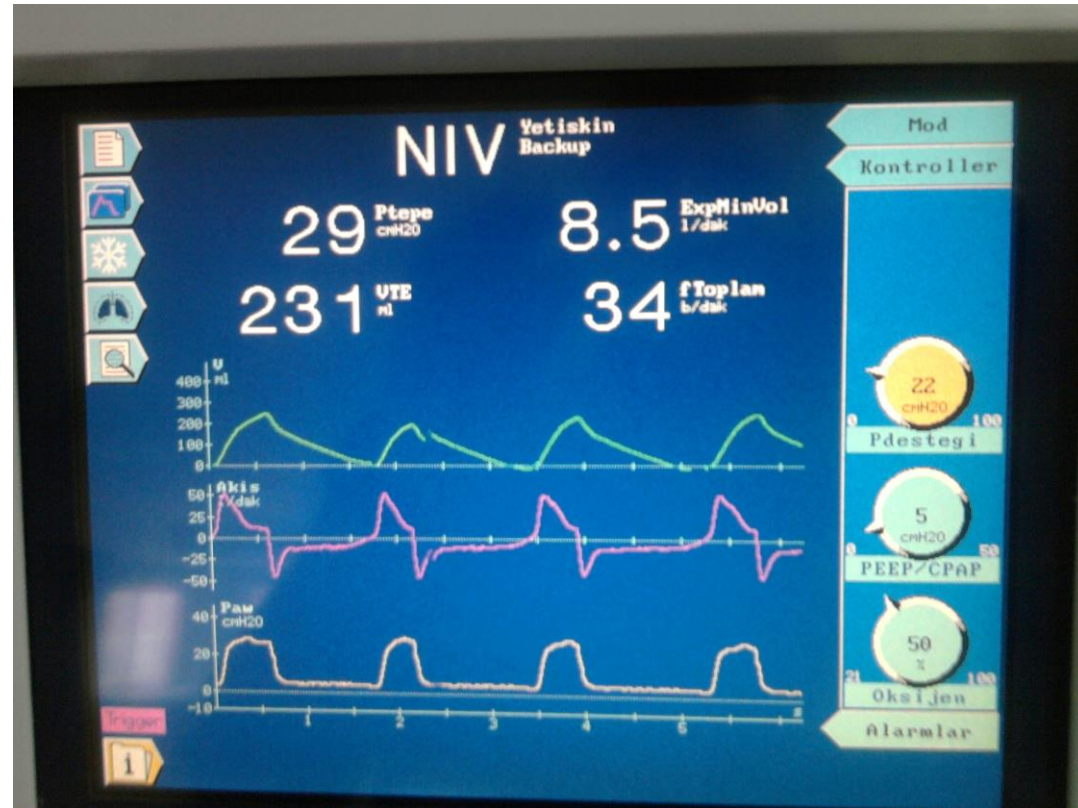 NIV Yetiskin
Backup
29 Ptepe
cmH2O
8.5 ExpMinVol
l/dak
231 VTE
ml
34 fToplam
b/dak
V
ml
400
300
200
100
0
Akis
l/dak
50
25
0
-25
-50
Paw
cmH2O
40
20
0
-10
1 2 3 4 5 s
Trigger
i
Mod
Kontroller
22
cmH2O
0 100
Pdestegi
5
cmH2O
0 50
PEEP/CPAP
50
%
21 100
Oksijen
Alarmlar